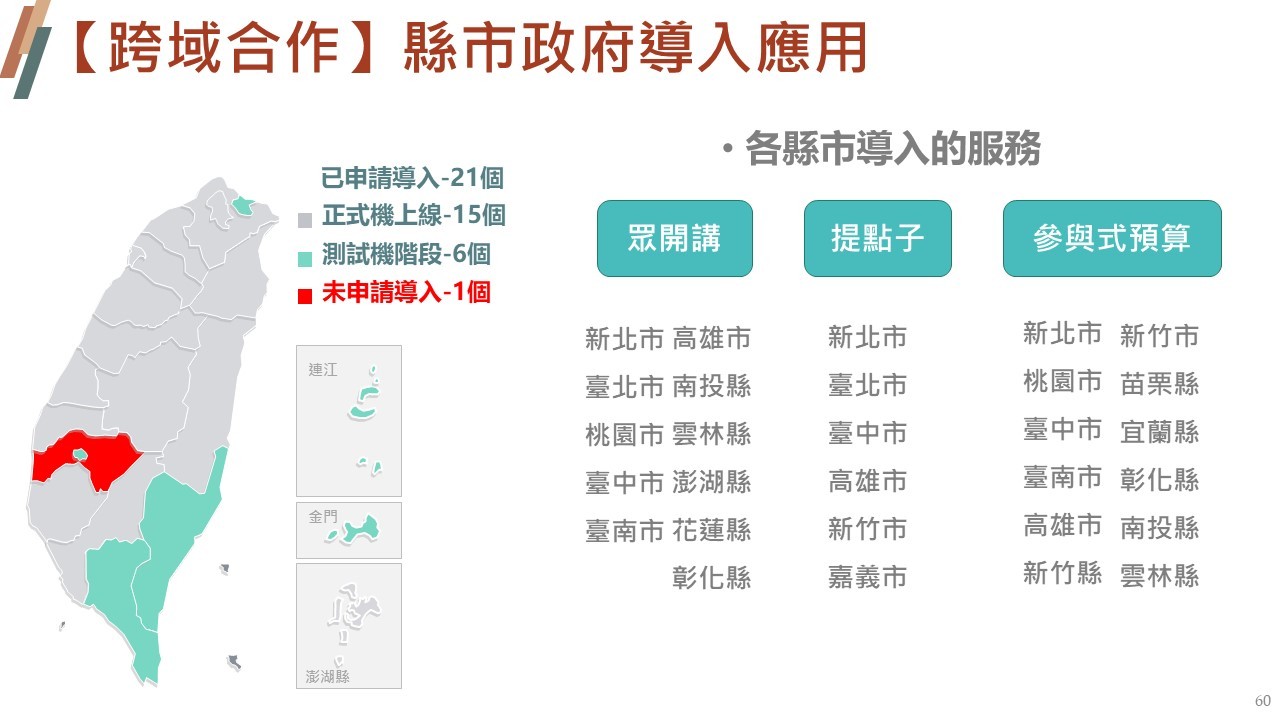 【跨域合作】縣市政府導入應用
已申請導入-21個
正式機上線-15個
測試機階段-6個
未申請導入-1個
連江
金門
澎湖縣
•各縣市導入的服務
眾開講
新北市 高雄市
臺北市 南投縣
桃園市 雲林縣
臺中市 澎湖縣
臺南市 花蓮縣
彰化縣
提點子
新北市
臺北市
臺中市
高雄市
新竹市
嘉義市
參與式預算
新北市 新竹市
桃園市 苗栗縣
臺中市 宜蘭縣
臺南市 彰化縣
高雄市 南投縣
新竹縣 雲林縣
60